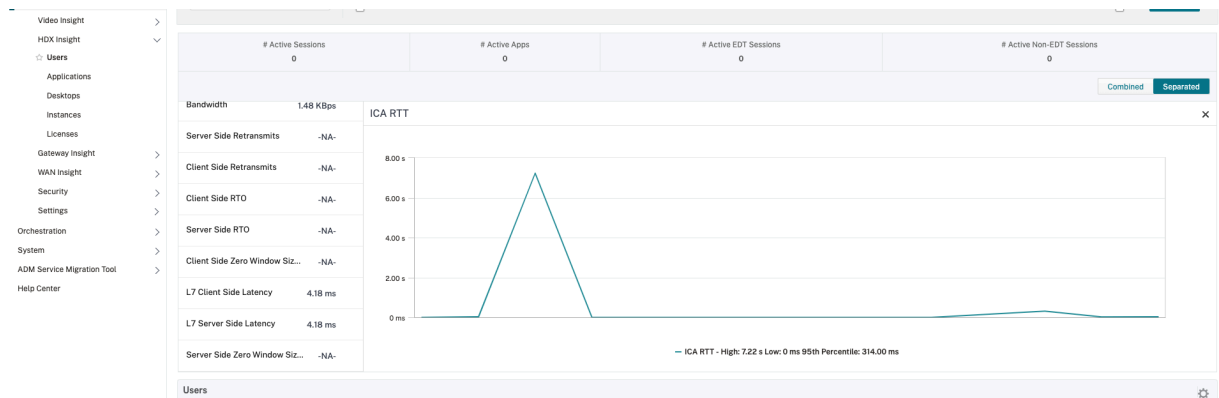 Video Insight
HDX Insight
Users
Applications
Desktops
Instances
Licenses
Gateway Insight
WAN Insight
Security
Settings
Orchestration
System
ADM Service Migration Tool
Help Center
# Active Sessions
0
# Active Apps
0
# Active EDT Sessions
0
# Active Non-EDT Sessions
0
Combined Separated
Bandwidth 1.48 KBps
Server Side Retransmits -NA-
Client Side Retransmits -NA-
Client Side RTO -NA-
Server Side RTO -NA-
Client Side Zero Window Siz... -NA-
L7 Client Side Latency 4.18 ms
L7 Server Side Latency 4.18 ms
Server Side Zero Window Siz... -NA-
ICA RTT
8.00 s
6.00 s
4.00 s
2.00 s
0 ms
ICA RTT - High: 7.22 s Low: 0 ms 95th Percentile: 314.00 ms
Users